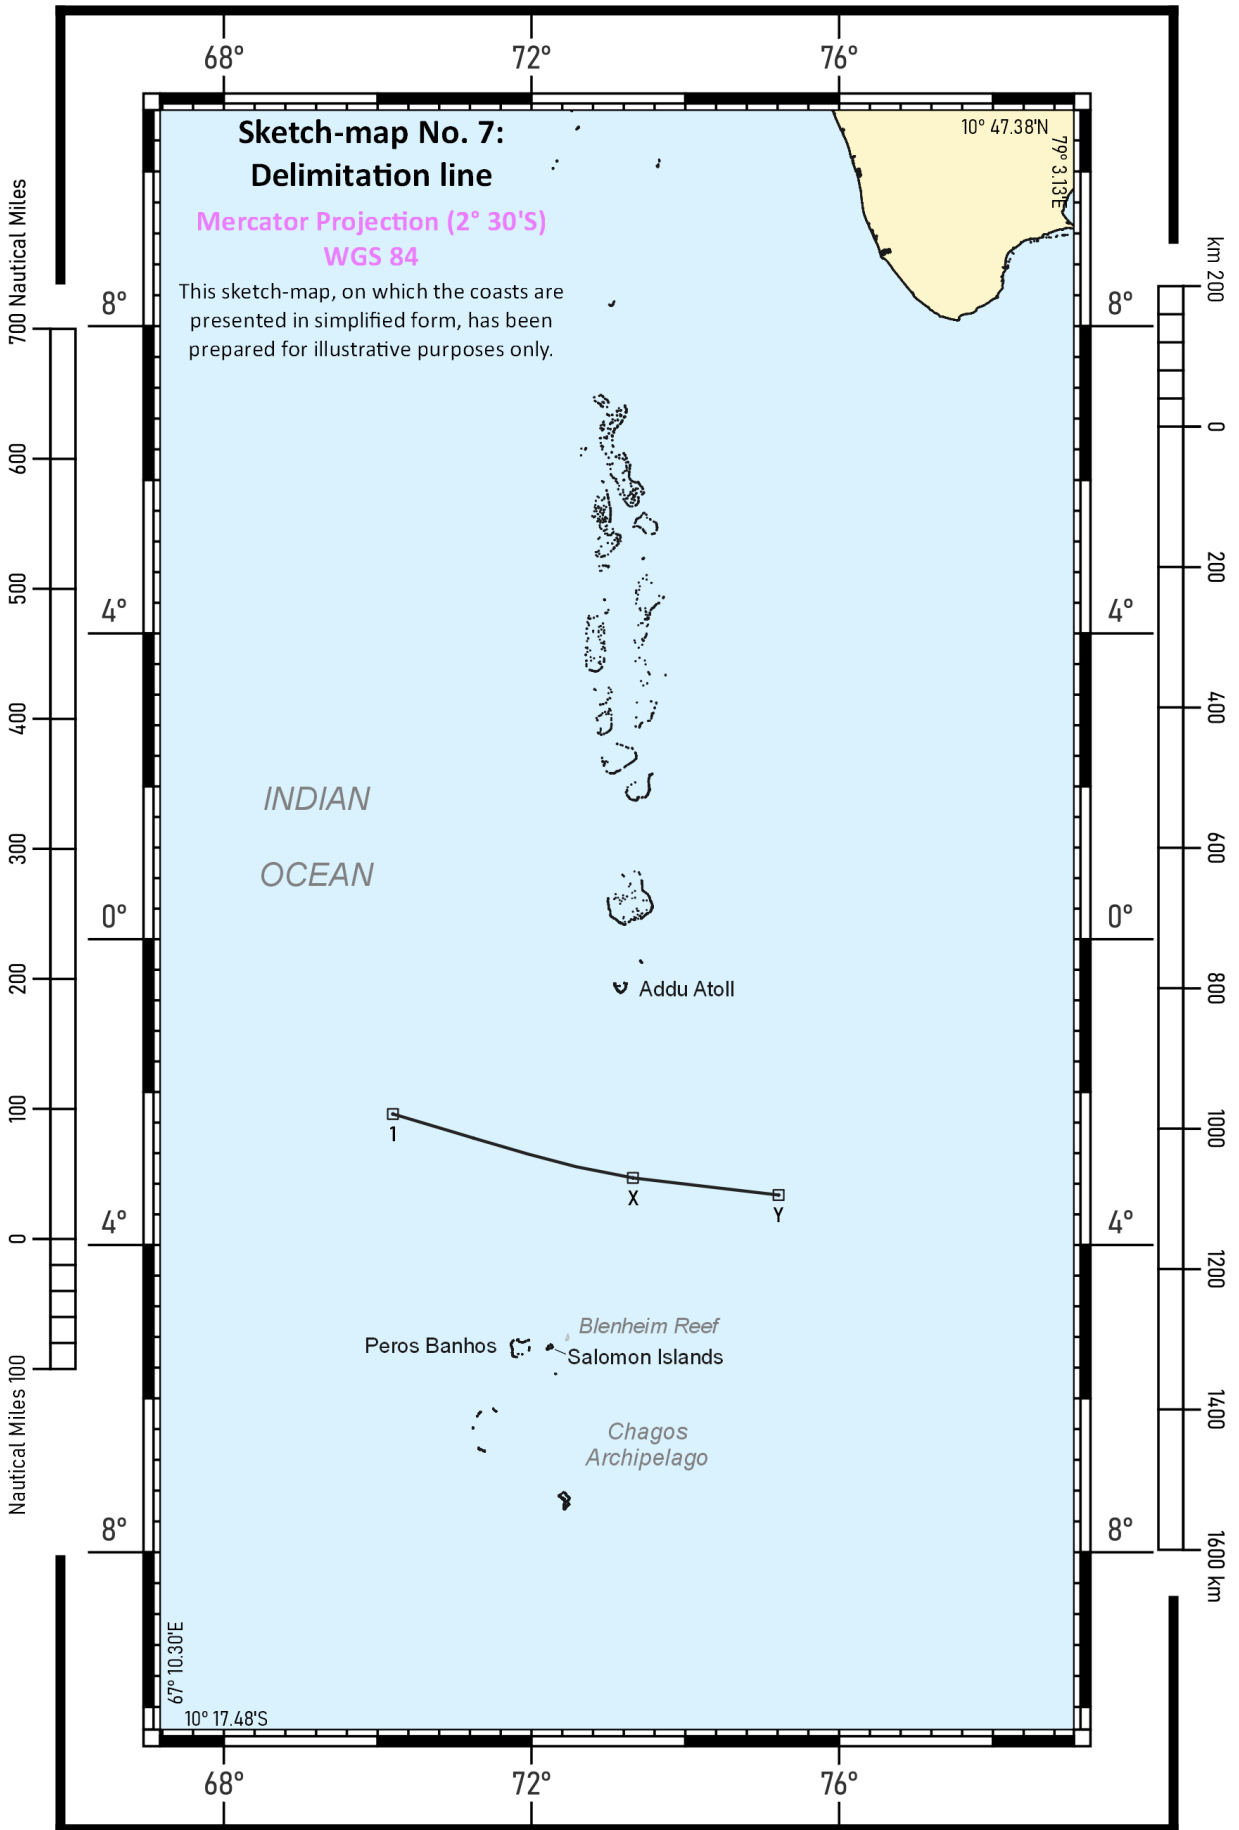 68° 72° 76°
Sketch-map No. 7:
Delimitation line
Mercator Projection (2° 30'S)
WGS 84
This sketch-map, on which the coasts are
presented in simplified form, has been
prepared for illustrative purposes only.
10° 47.38'N
79° 3.13'E
700 Nautical Miles
600
500
400
300
200
100
0
Nautical Miles 100
km 200
0
200
400
600
800
1000
1200
1400
1600 km
8° 8°
4° 4°
INDIAN
OCEAN
0° 0°
Addu Atoll
1
X
Y
4° 4°
Blenheim Reef
Peros Banhos
Salomon Islands
Chagos
Archipelago
8° 8°
67° 10.30'E
10° 17.48'S
68° 72° 76°